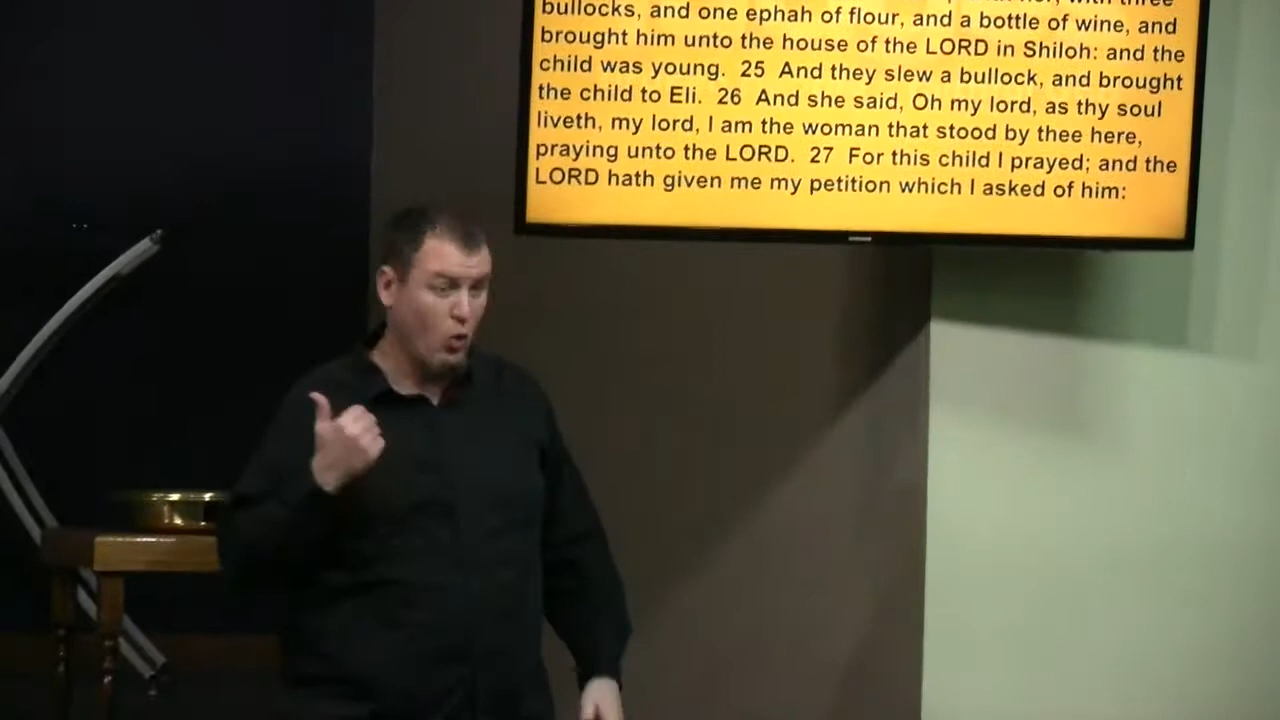 with three
bullocks, and one ephah of flour, and a bottle of wine, and
brought him unto the house of the LORD in Shiloh: and the
child was young. 25 And they slew a bullock, and brought
the child to Eli. 26 And she said, Oh my lord, as thy soul
liveth, my lord, I am the woman that stood by thee here,
praying unto the LORD. 27 For this child I prayed; and the
LORD hath given me my petition which I asked of him: